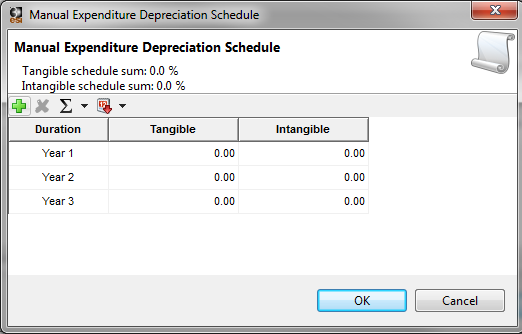 Manual Expenditure Depreciation Schedule
Manual Expenditure Depreciation Schedule
Tangible schedule sum: 0.0 %
Intangible schedule sum: 0.0 %
Duration Tangible Intangible
Year 1 0.00 0.00
Year 2 0.00 0.00
Year 3 0.00 0.00
OK Cancel